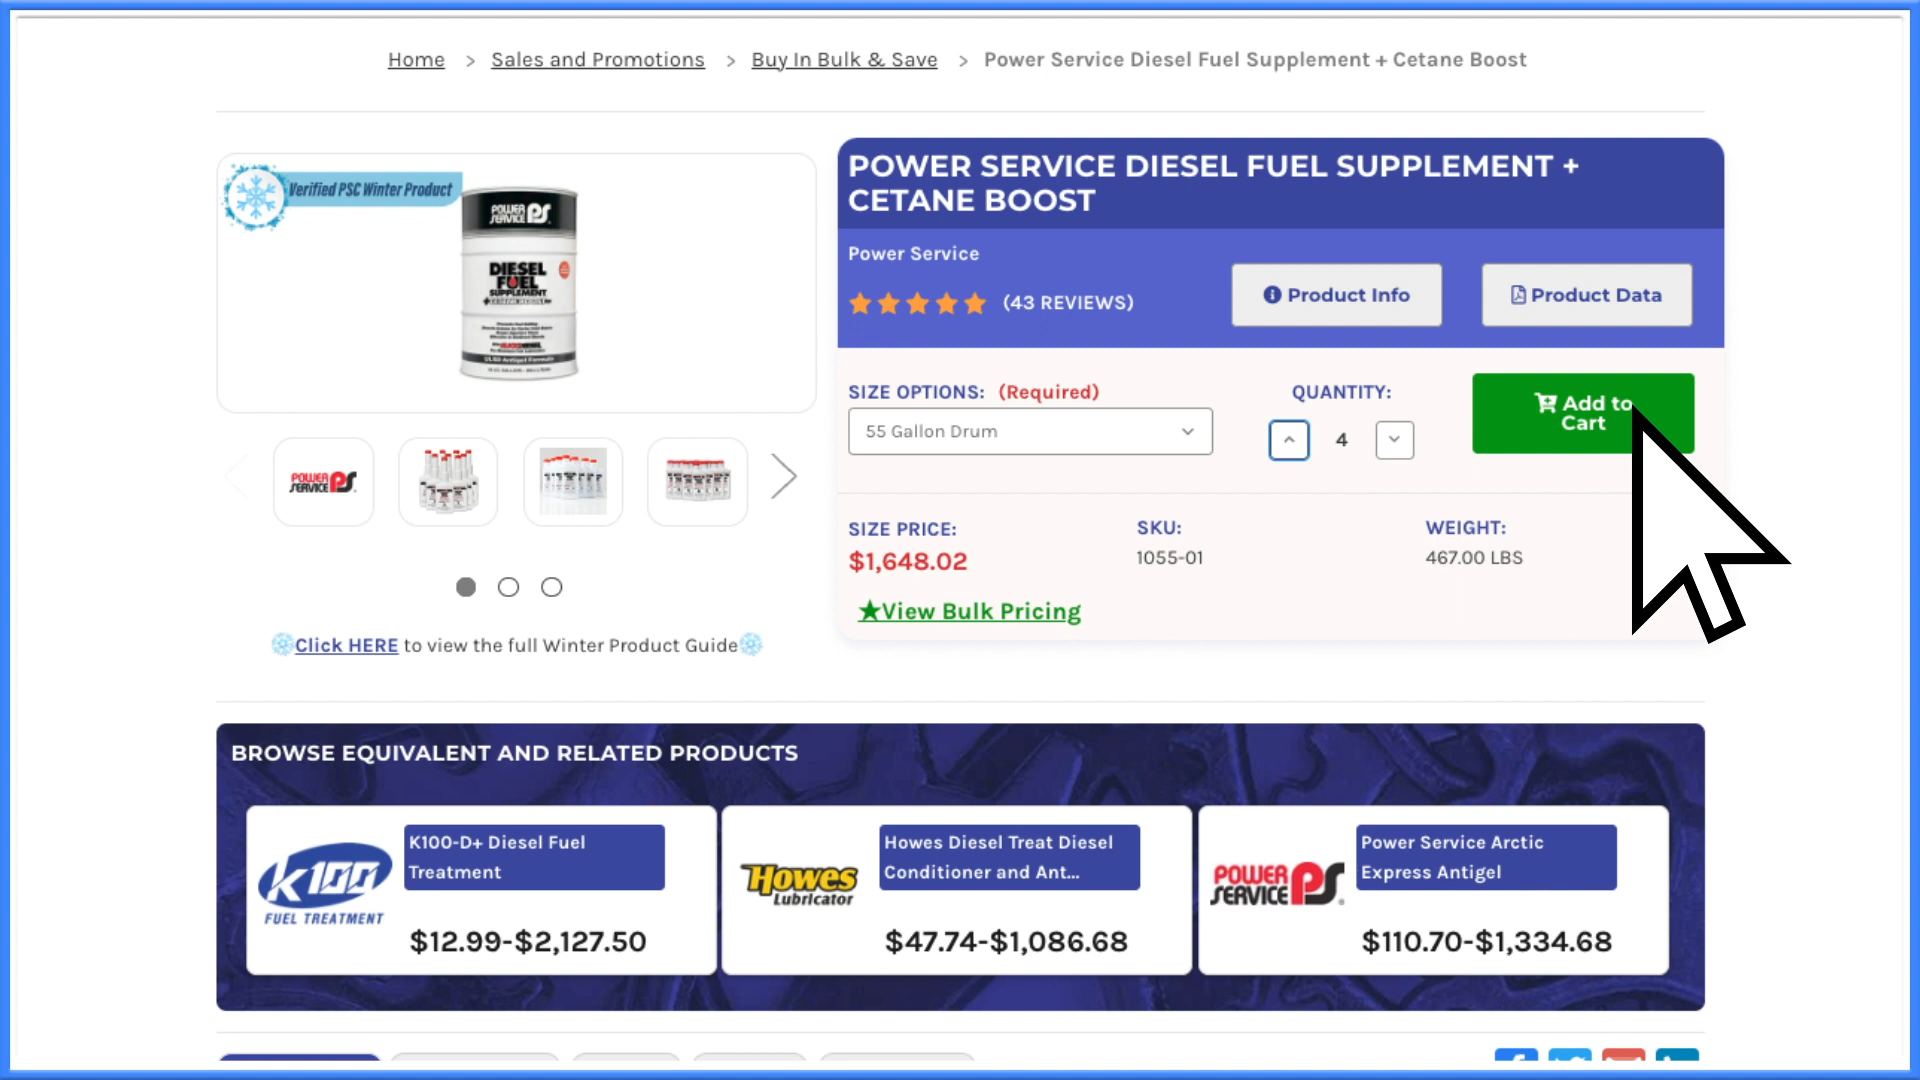 Home > Sales and Promotions > Buy In Bulk & Save > Power Service Diesel Fuel Supplement + Cetane Boost
Verified PSC Winter Product
POWER SERVICE PS
DIESEL
FUEL
SUPPLEMENT
POWER SERVICE PS
Click HERE to view the full Winter Product Guide
POWER SERVICE DIESEL FUEL SUPPLEMENT +
CETANE BOOST
Power Service
(43 REVIEWS)
Product Info
Product Data
SIZE OPTIONS: (Required)
55 Gallon Drum
QUANTITY:
4
Add to
Cart
SIZE PRICE:
$1,648.02
SKU:
1055-01
WEIGHT:
467.00 LBS
★View Bulk Pricing
BROWSE EQUIVALENT AND RELATED PRODUCTS
K100
FUEL TREATMENT
K100-D+ Diesel Fuel
Treatment
$12.99-$2,127.50
Howes
Lubricator
Howes Diesel Treat Diesel
Conditioner and Ant...
$47.74-$1,086.68
POWER SERVICE PS
Power Service Arctic
Express Antigel
$110.70-$1,334.68